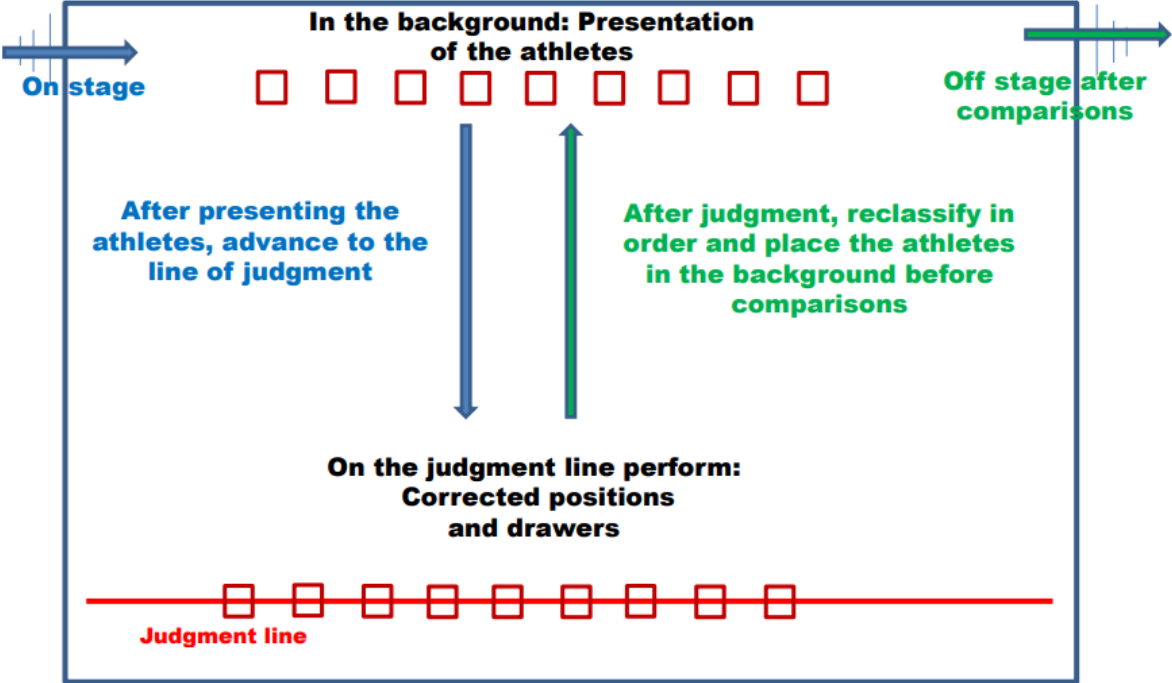 In the background: Presentation
of the athletes
On stage
Off stage after
comparisons
After presenting the
athletes, advance to the
line of judgment
After judgment, reclassify in
order and place the athletes
in the background before
comparisons
On the judgment line perform:
Corrected positions
and drawers
Judgment line